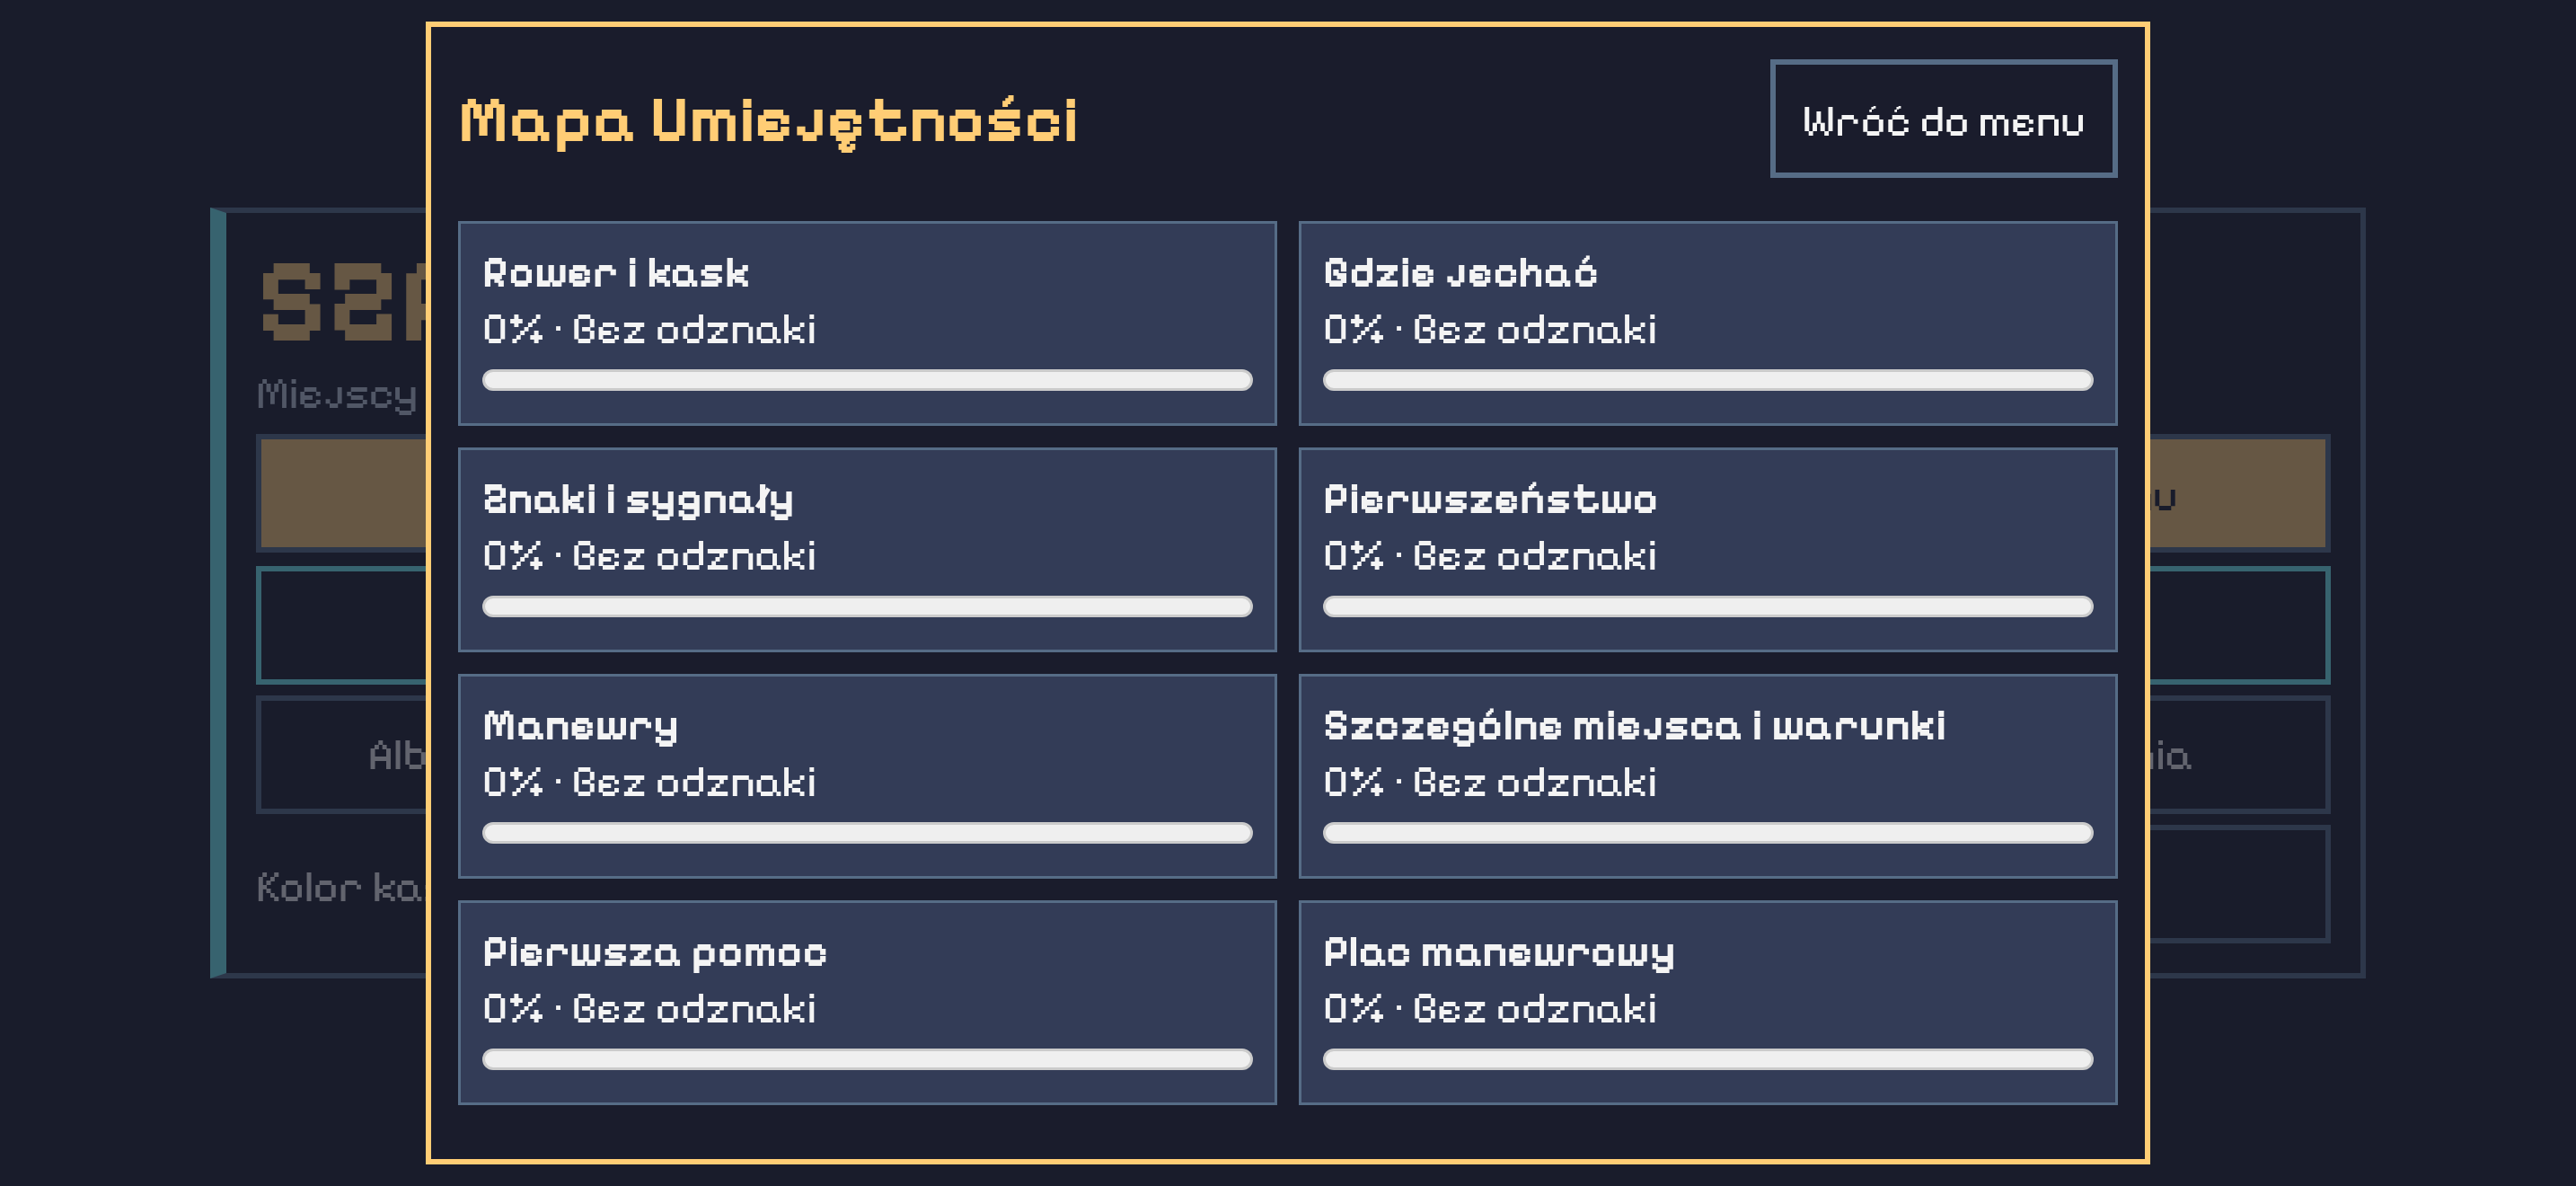 Mapa Umiejętności
Wróć do menu
Rower i kask
0% · Bez odznaki
Gdzie jechać
0% · Bez odznaki
Znaki i sygnały
0% · Bez odznaki
Pierwszeństwo
0% · Bez odznaki
Manewry
0% · Bez odznaki
Szczególne miejsca i warunki
0% · Bez odznaki
Pierwsza pomoc
0% · Bez odznaki
Plac manewrowy
0% · Bez odznaki
Miejscy
Kolor